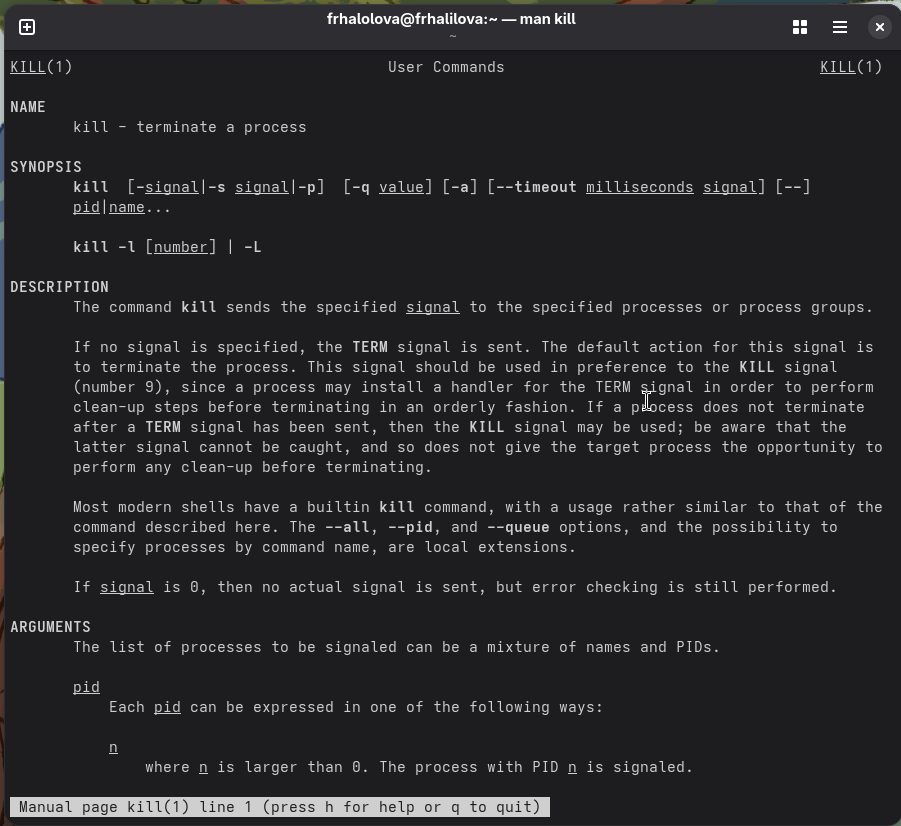 frhalolova@frhalilova:~ — man kill
~
KILL(1) User Commands KILL(1)
NAME
kill - terminate a process
SYNOPSIS
kill [-signal|-s signal|-p] [-q value] [-a] [--timeout milliseconds signal] [--]
pid|name...
kill -l [number] | -L
DESCRIPTION
The command kill sends the specified signal to the specified processes or process groups.
If no signal is specified, the TERM signal is sent. The default action for this signal is
to terminate the process. This signal should be used in preference to the KILL signal
(number 9), since a process may install a handler for the TERM signal in order to perform
clean-up steps before terminating in an orderly fashion. If a process does not terminate
after a TERM signal has been sent, then the KILL signal may be used; be aware that the
latter signal cannot be caught, and so does not give the target process the opportunity to
perform any clean-up before terminating.
Most modern shells have a builtin kill command, with a usage rather similar to that of the
command described here. The --all, --pid, and --queue options, and the possibility to
specify processes by command name, are local extensions.
If signal is 0, then no actual signal is sent, but error checking is still performed.
ARGUMENTS
The list of processes to be signaled can be a mixture of names and PIDs.
pid
Each pid can be expressed in one of the following ways:
n
where n is larger than 0. The process with PID n is signaled.
Manual page kill(1) line 1 (press h for help or q to quit)